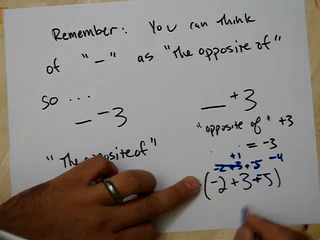 Remember: You can think
of "—" as "the opposite of"
so ...
— ⁻3
— ⁺3
"opposite of" +3
= -3
"The opposite of"
+1
-2+3+-5 -4
(-2+3+-5)